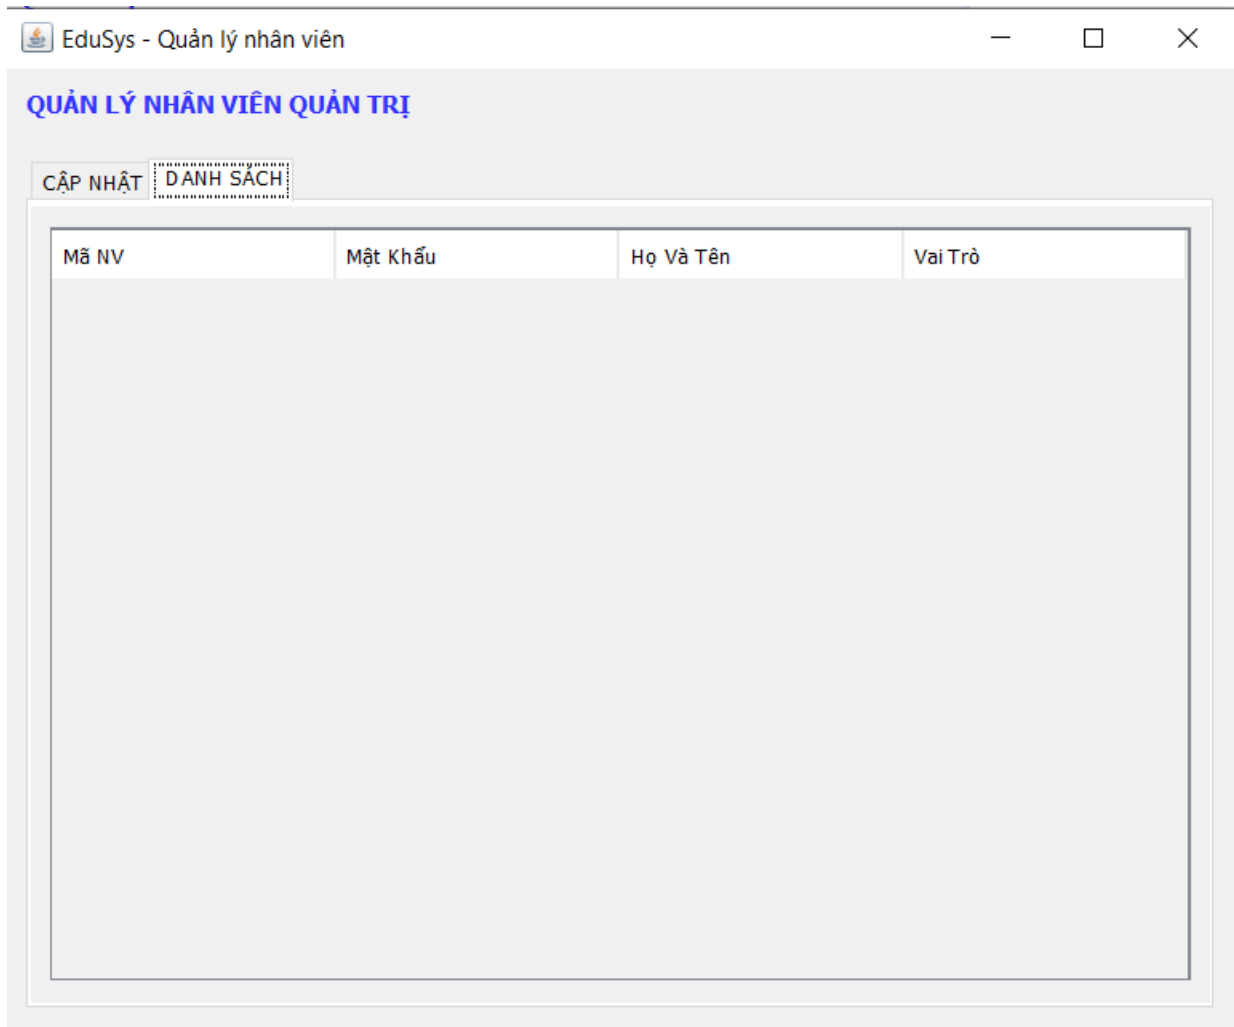 EduSys - Quản lý nhân viên
QUẢN LÝ NHÂN VIÊN QUẢN TRỊ
CẬP NHẬT DANH SÁCH
Mã NV Mật Khẩu Họ Và Tên Vai Trò